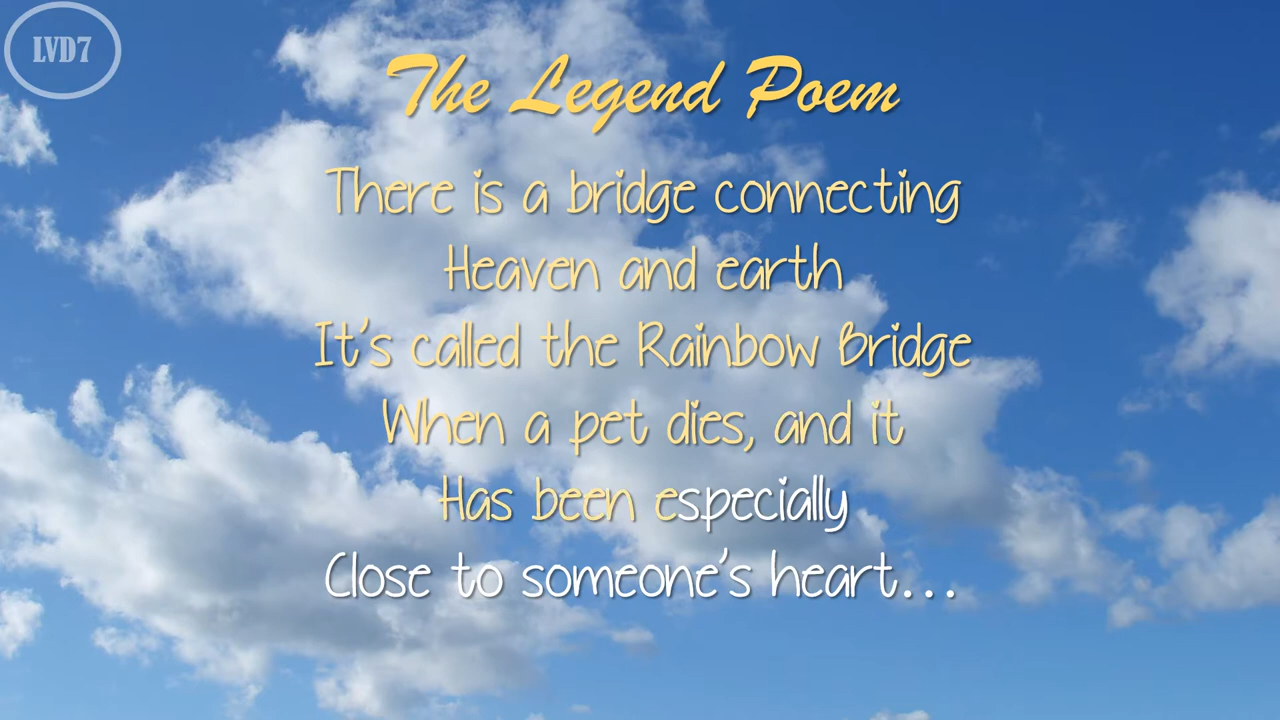 LVD7
The Legend Poem
There is a bridge connecting
Heaven and earth
It's called the Rainbow Bridge
When a pet dies, and it
Has been especially
Close to someone's heart...